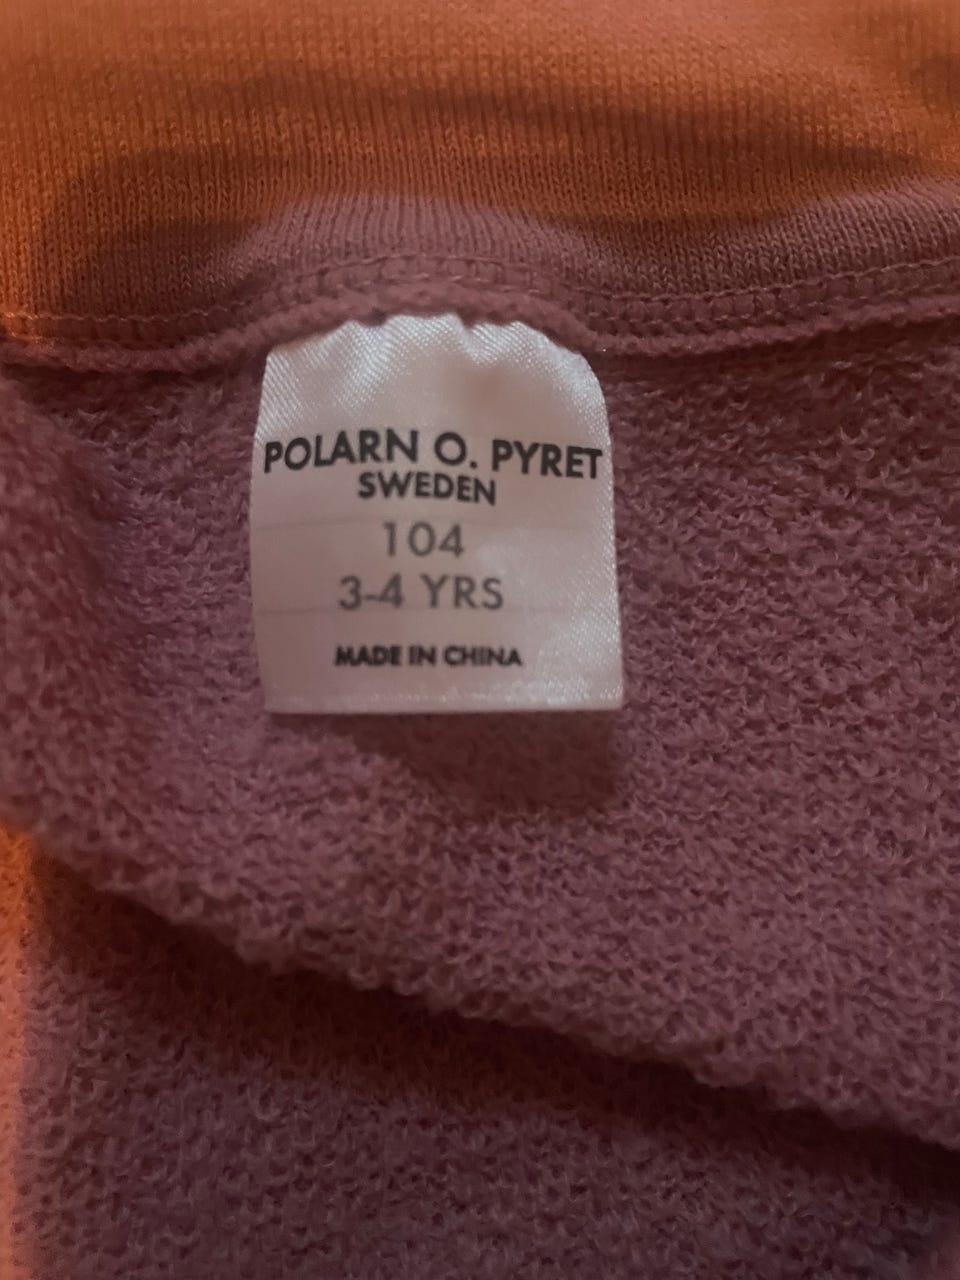 POLARN O. PYRET
SWEDEN
104
3-4 YRS
MADE IN CHINA